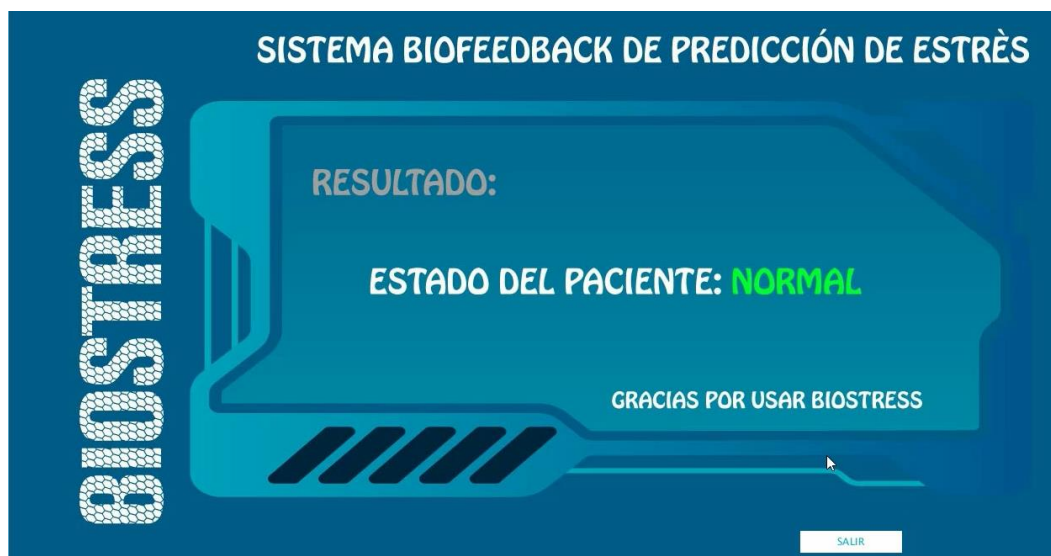 SISTEMA BIOFEEDBACK DE PREDICCIÓN DE ESTRÈS
BIOSTRESS
RESULTADO:
ESTADO DEL PACIENTE: NORMAL
GRACIAS POR USAR BIOSTRESS
SALIR